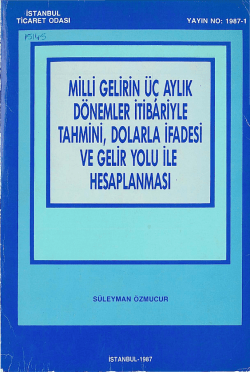 İSTANBUL
TİCARET ODASI
YAYIN NO: 1987-1
MİLLİ GELİRİN ÜÇ AYLIK
DÖNEMLER İTİBARİYLE
TAHMİNİ, DOLARLA İFADESİ
VE GELİR YOLU İLE
HESAPLANMASI
SÜLEYMAN ÖZMUCUR
İSTANBUL-1987